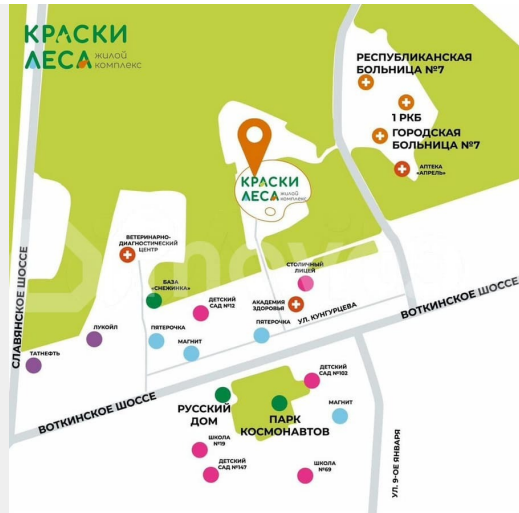 КРАСКИ
ЛЕСА жилой
комплекс
РЕСПУБЛИКАНСКАЯ
БОЛЬНИЦА №7
1 РКБ
ГОРОДСКАЯ
БОЛЬНИЦА №7
АПТЕКА
«АПРЕЛЬ»
КРАСКИ
ЛЕСА жилой
комплекс
ВЕТЕРИНАРНО-
ДИАГНОСТИЧЕСКИЙ
ЦЕНТР
СТОЛИЧНЫЙ
ЛИЦЕЙ
БАЗА
«СНЕЖИНКА»
ДЕТСКИЙ
САД №12
АКАДЕМИЯ
ЗДОРОВЬЯ
УЛ. КУНГУРЦЕВА
ВОТКИНСКОЕ ШОССЕ
СЛАВЯНСКОЕ ШОССЕ
ЛУКОЙЛ
ПЯТЕРОЧКА
ПЯТЕРОЧКА
МАГНИТ
ТАТНЕФТЬ
ДЕТСКИЙ
САД №102
ВОТКИНСКОЕ ШОССЕ
РУССКИЙ
ДОМ
ПАРК
КОСМОНАВТОВ
МАГНИТ
ШКОЛА
№19
ДЕТСКИЙ
САД №147
ШКОЛА
№69
УЛ. 9-ОЕ ЯНВАРЯ